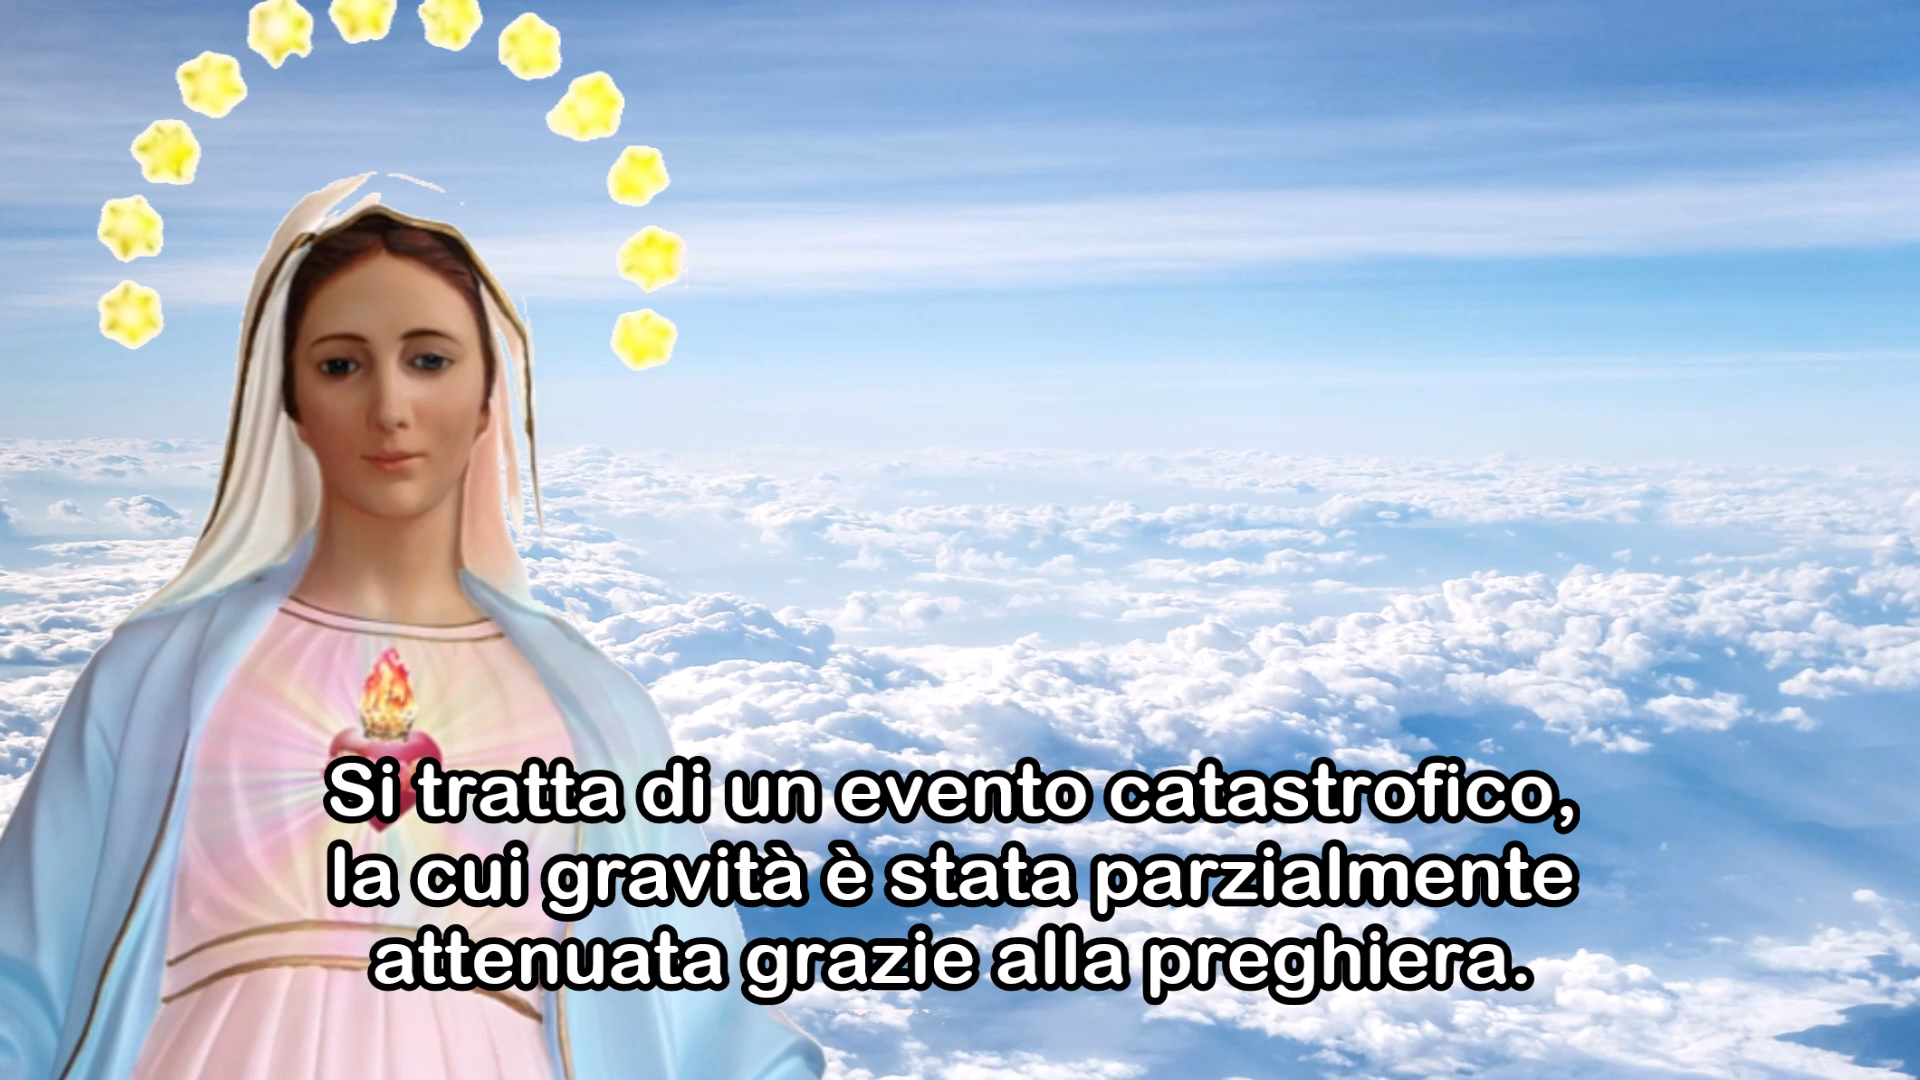 Si tratta di un evento catastrofico,
la cui gravità è stata parzialmente
attenuata grazie alla preghiera.